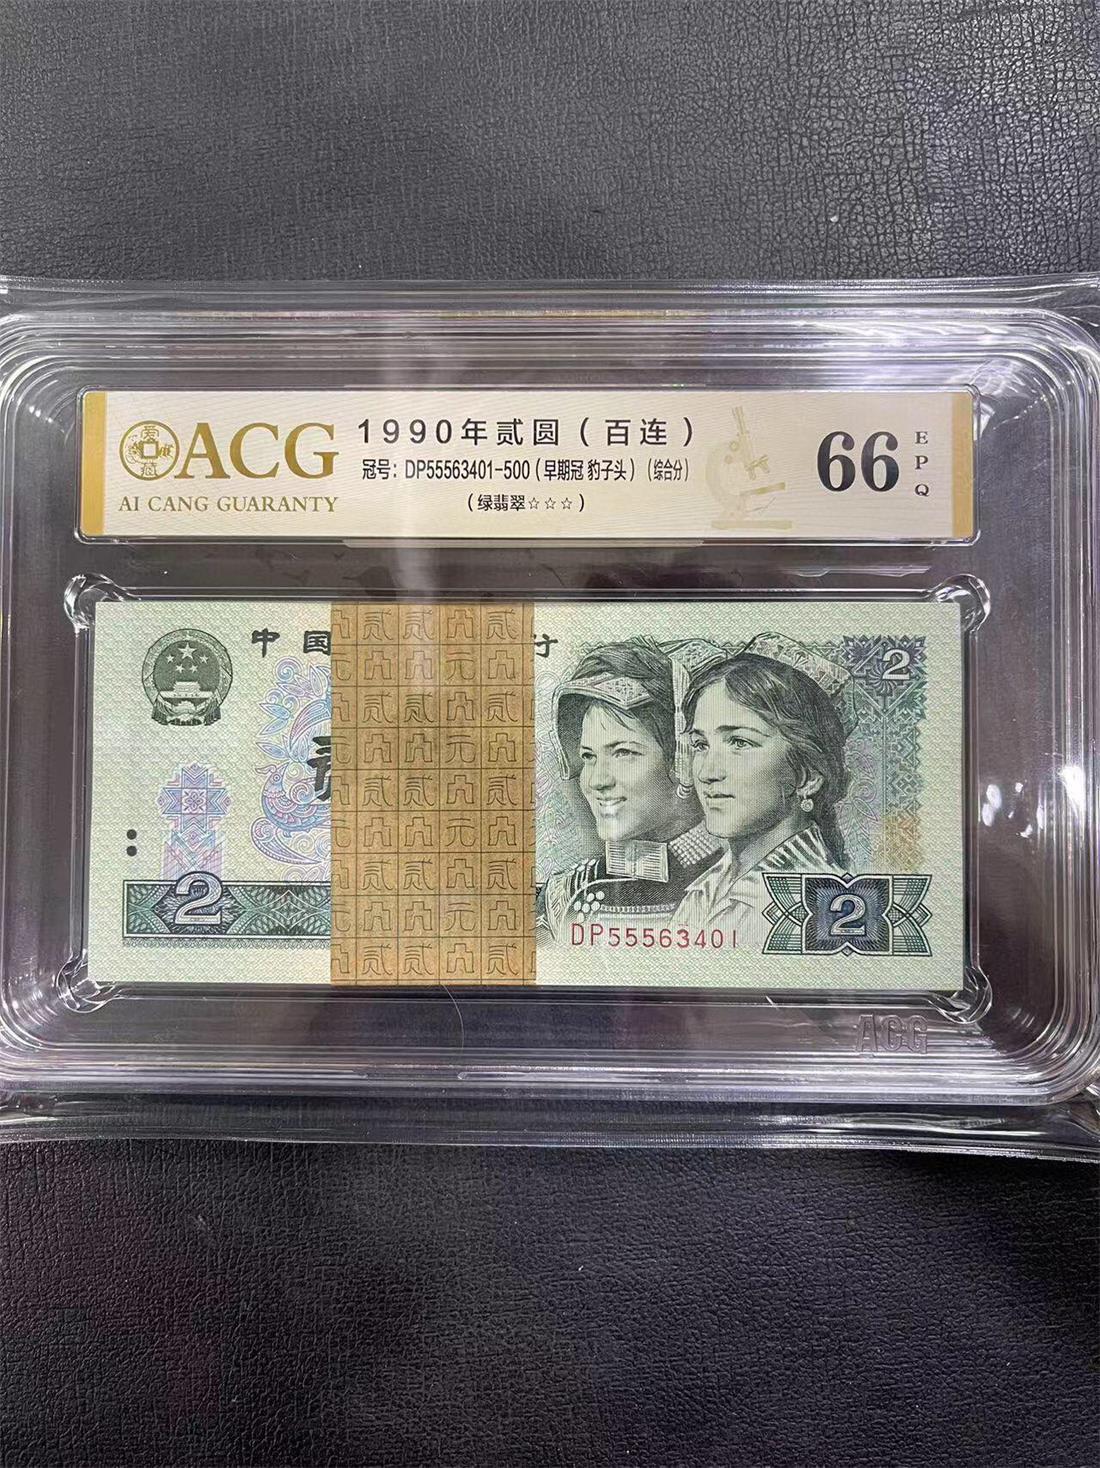 爱藏
ACG
AI CANG GUARANTY
1990年贰圆（百连）
冠号：DP55563401-500（早期冠 豹子头）（综合分）
（绿翡翠☆☆☆）
66
EPQ
中国
2
2
DP55563401
2
ACG